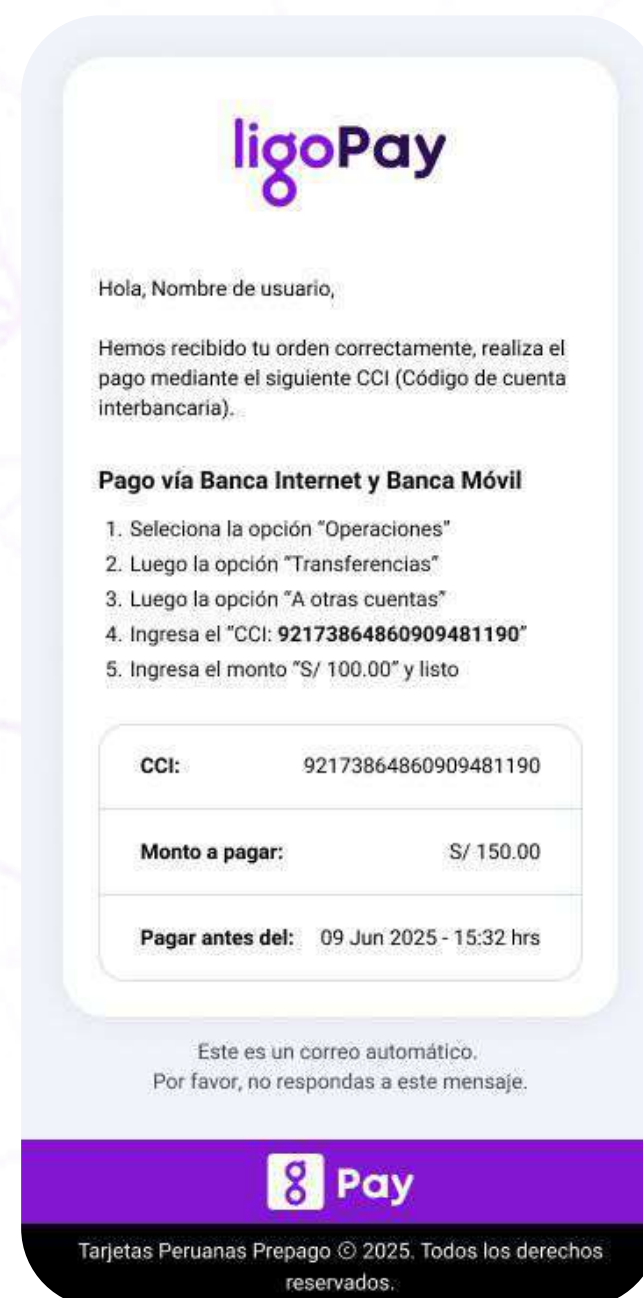 ligoPay
Hola, Nombre de usuario,
Hemos recibido tu orden correctamente, realiza el
pago mediante el siguiente CCI (Código de cuenta
interbancaria).
Pago vía Banca Internet y Banca Móvil
1. Seleciona la opción “Operaciones”
2. Luego la opción “Transferencias”
3. Luego la opción “A otras cuentas”
4. Ingresa el “CCI: 92173864860909481190”
5. Ingresa el monto “S/ 100.00” y listo
CCI: 92173864860909481190
Monto a pagar: S/ 150.00
Pagar antes del: 09 Jun 2025 - 15:32 hrs
Este es un correo automático.
Por favor, no respondas a este mensaje.
Pay
Tarjetas Peruanas Prepago © 2025. Todos los derechos
reservados.